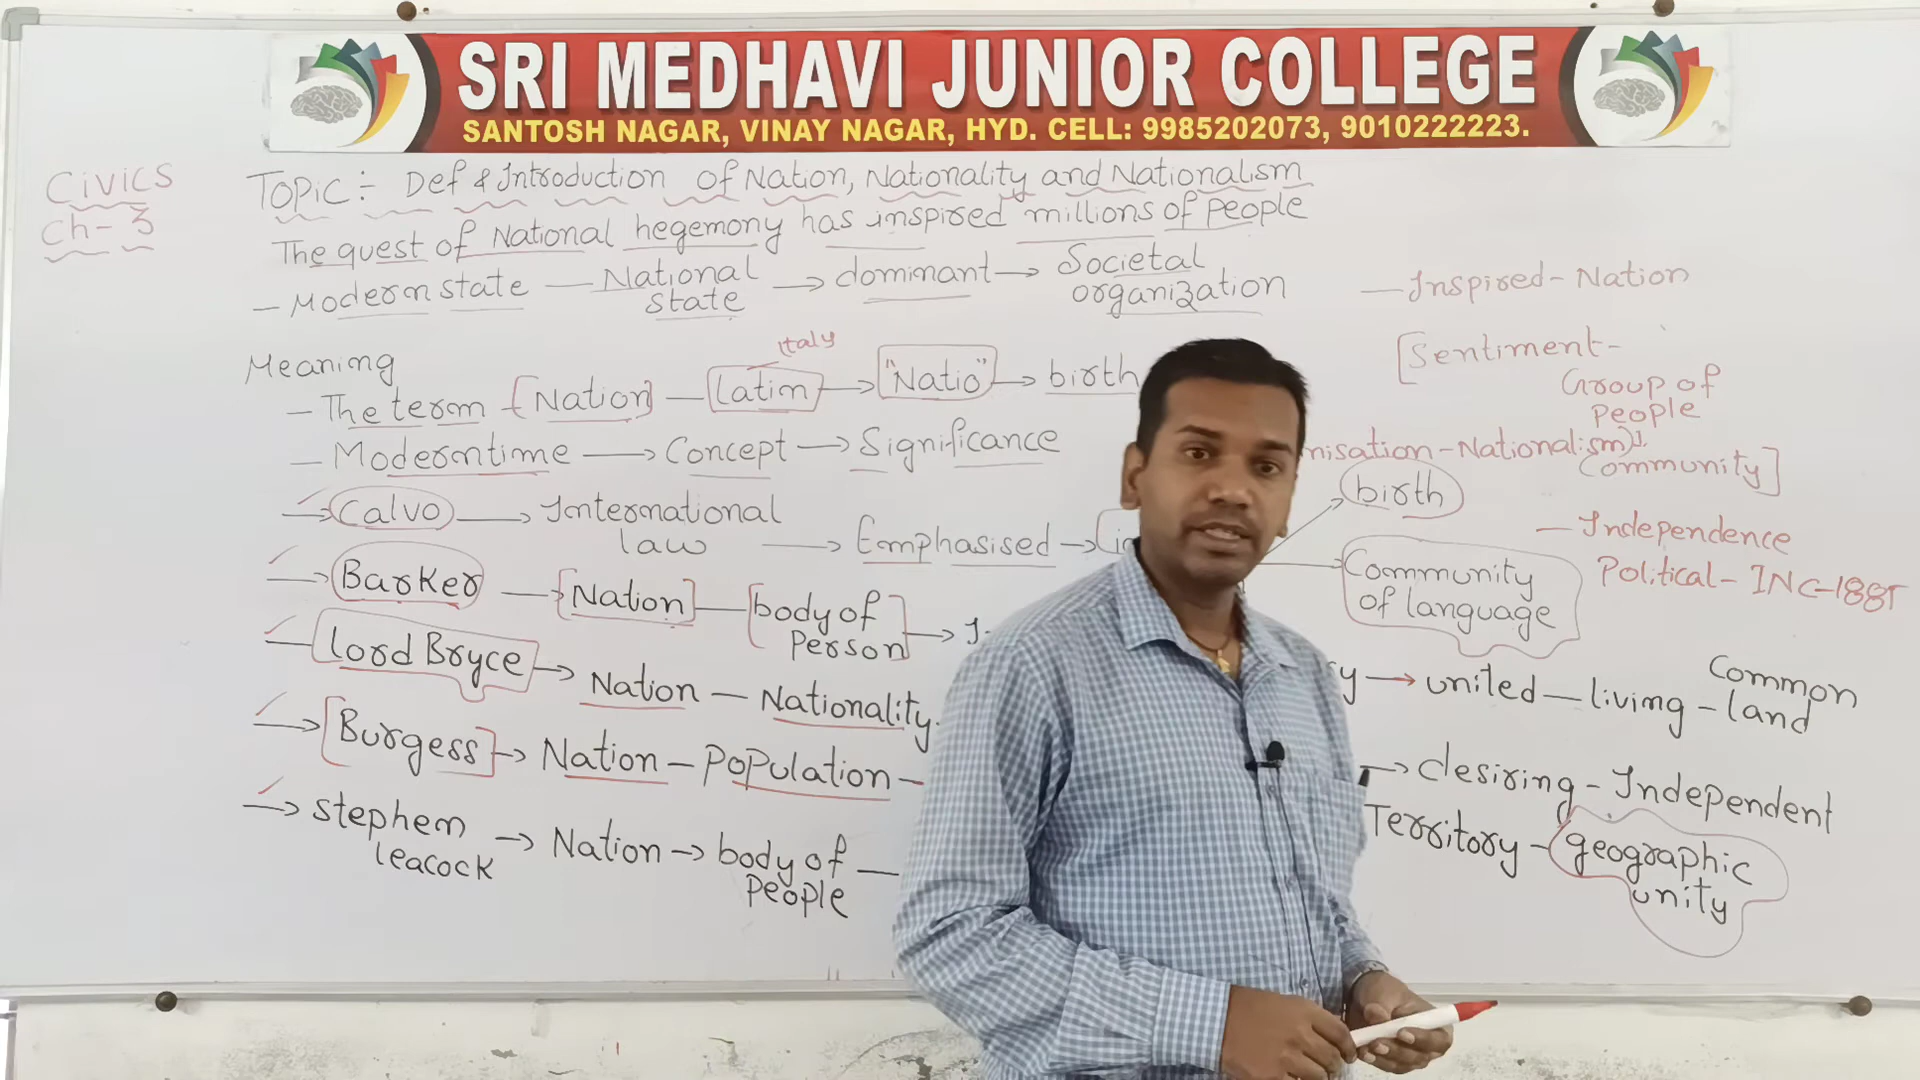 SRI MEDHAVI JUNIOR COLLEGE
SANTOSH NAGAR, VINAY NAGAR, HYD. CELL: 9985202073, 9010222223.
Civics
Ch-3
Topic:- Def & Introduction of Nation, Nationality and Nationalism
The quest of National hegemony has inspired millions of people
- Modern state — National state → dominant → Societal organization
— Inspired - Nation
[Sentiment-
Group of
People
Community]
nisation - Nationalism)
Meaning
Italy
- The term [Nation] — latin → "Natio" → birth
- Modern time → Concept → Significance
→ Calvo → International law → Emphasised →
birth
Community of language
— Independence
Political - INC-1885
→ Barker → [Nation] — [body of Person] →
— lord Bryce → Nation — Nationality
→ united — living - Common land
→ [Burgess] → Nation - Population -
→ desiring - Independent
→ Stephen leacock → Nation → body of People —
Territory - geographic unity